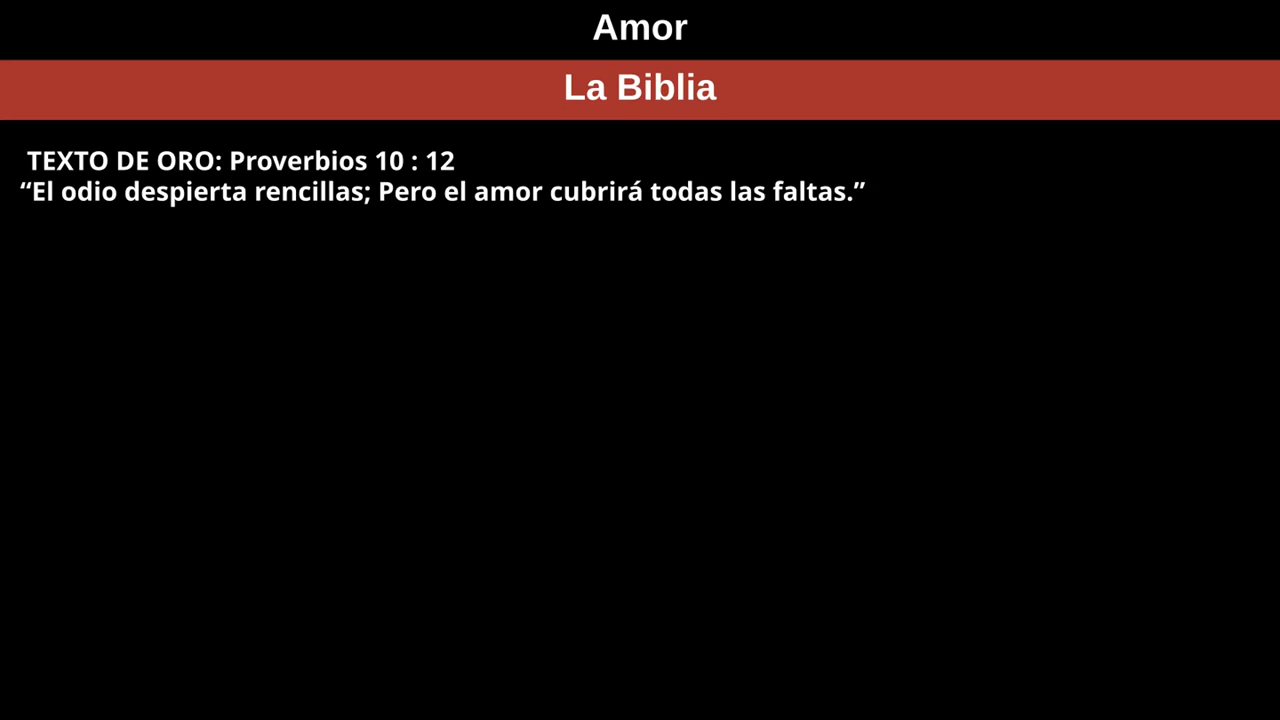 Amor
La Biblia
TEXTO DE ORO: Proverbios 10 : 12
“El odio despierta rencillas; Pero el amor cubrirá todas las faltas.”